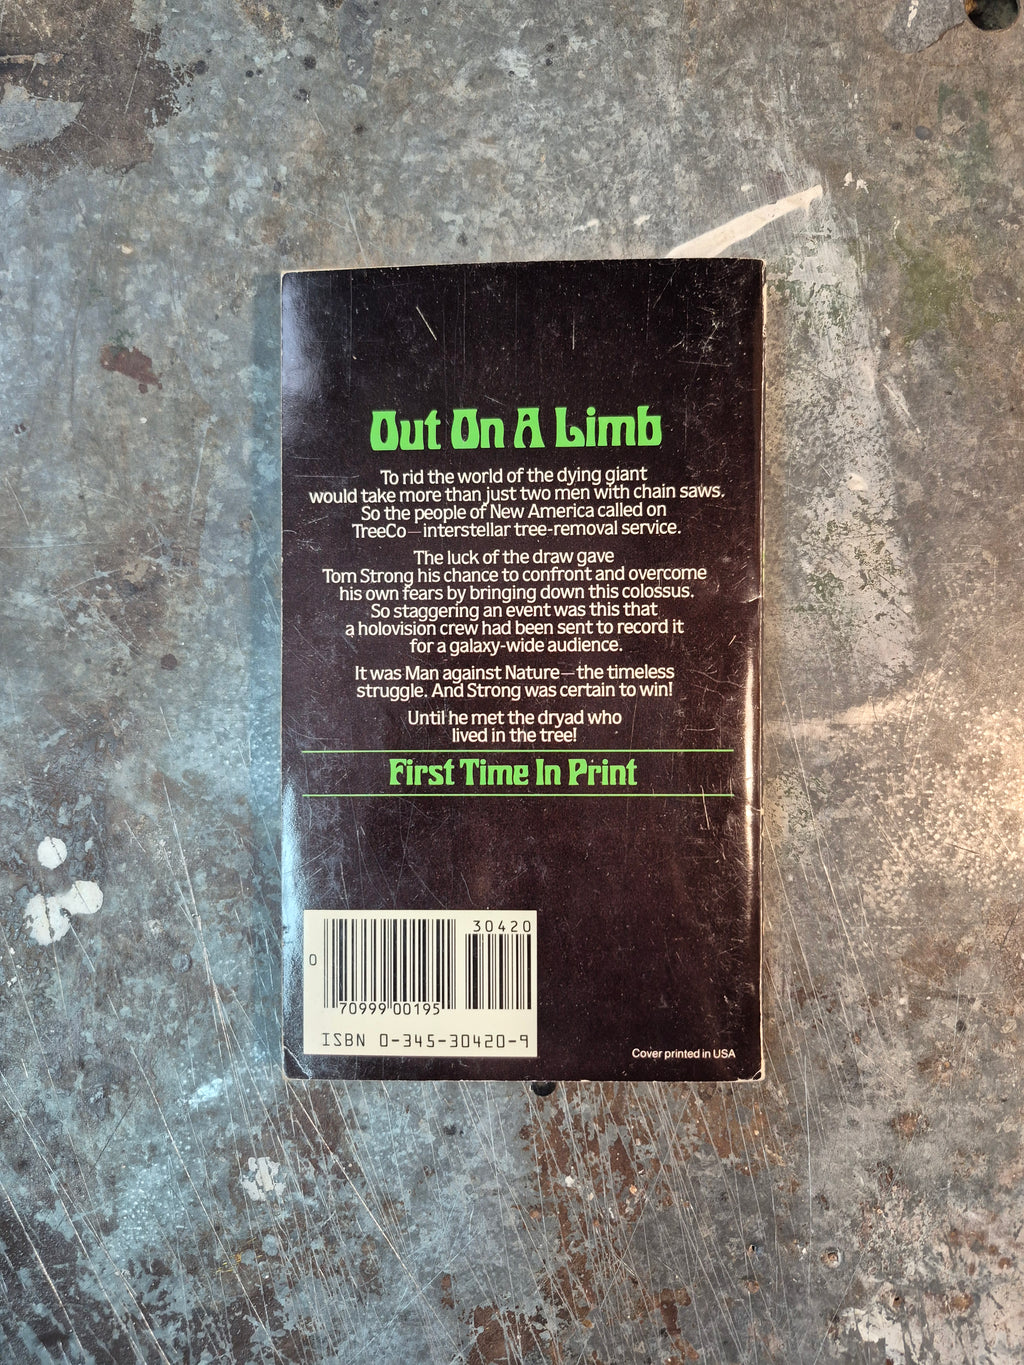 Out On A Limb
To rid the world of the dying giant
would take more than just two men with chain saws.
So the people of New America called on
TreeCo—interstellar tree-removal service.
The luck of the draw gave
Tom Strong his chance to confront and overcome
his own fears by bringing down this colossus.
So staggering an event was this that
a holovision crew had been sent to record it
for a galaxy-wide audience.
It was Man against Nature—the timeless
struggle. And Strong was certain to win!
Until he met the dryad who
lived in the tree!
First Time In Print
30420
0
70999 00195
ISBN 0-345-30420-9
Cover printed in USA